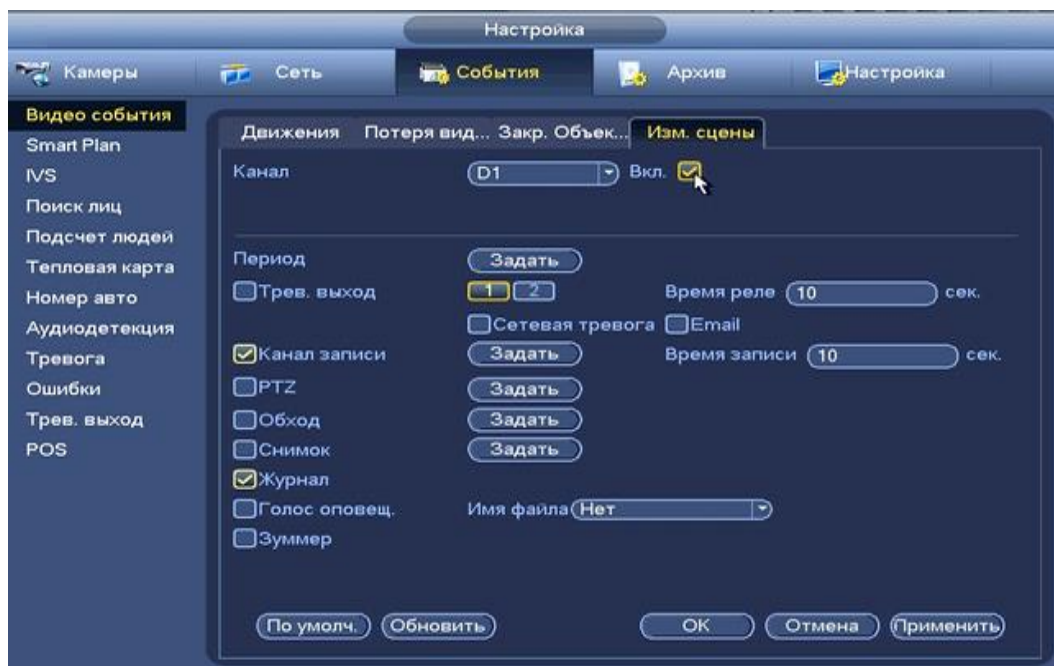 Настройка
Камеры Сеть События Архив Настройка
Видео события
Smart Plan
IVS
Поиск лиц
Подсчет людей
Тепловая карта
Номер авто
Аудиодетекция
Тревога
Ошибки
Трев. выход
POS
Движения Потеря вид... Закр. Объек... Изм. сцены
Канал D1 Вкл.
Период Задать
Трев. выход 1 2 Время реле 10 сек.
Сетевая тревога Email
Канал записи Задать Время записи 10 сек.
PTZ Задать
Обход Задать
Снимок Задать
Журнал
Голос оповещ. Имя файла Нет
Зуммер
По умолч. Обновить OK Отмена Применить